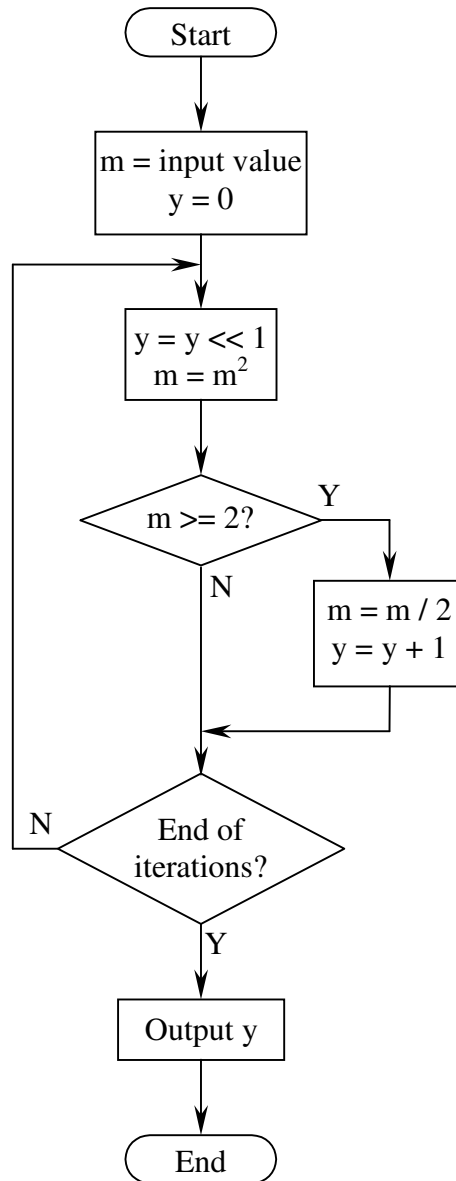 Start
m = input value
y = 0
y = y << 1
m = m²
m >= 2?
Y
N
m = m / 2
y = y + 1
N
End of
iterations?
Y
Output y
End